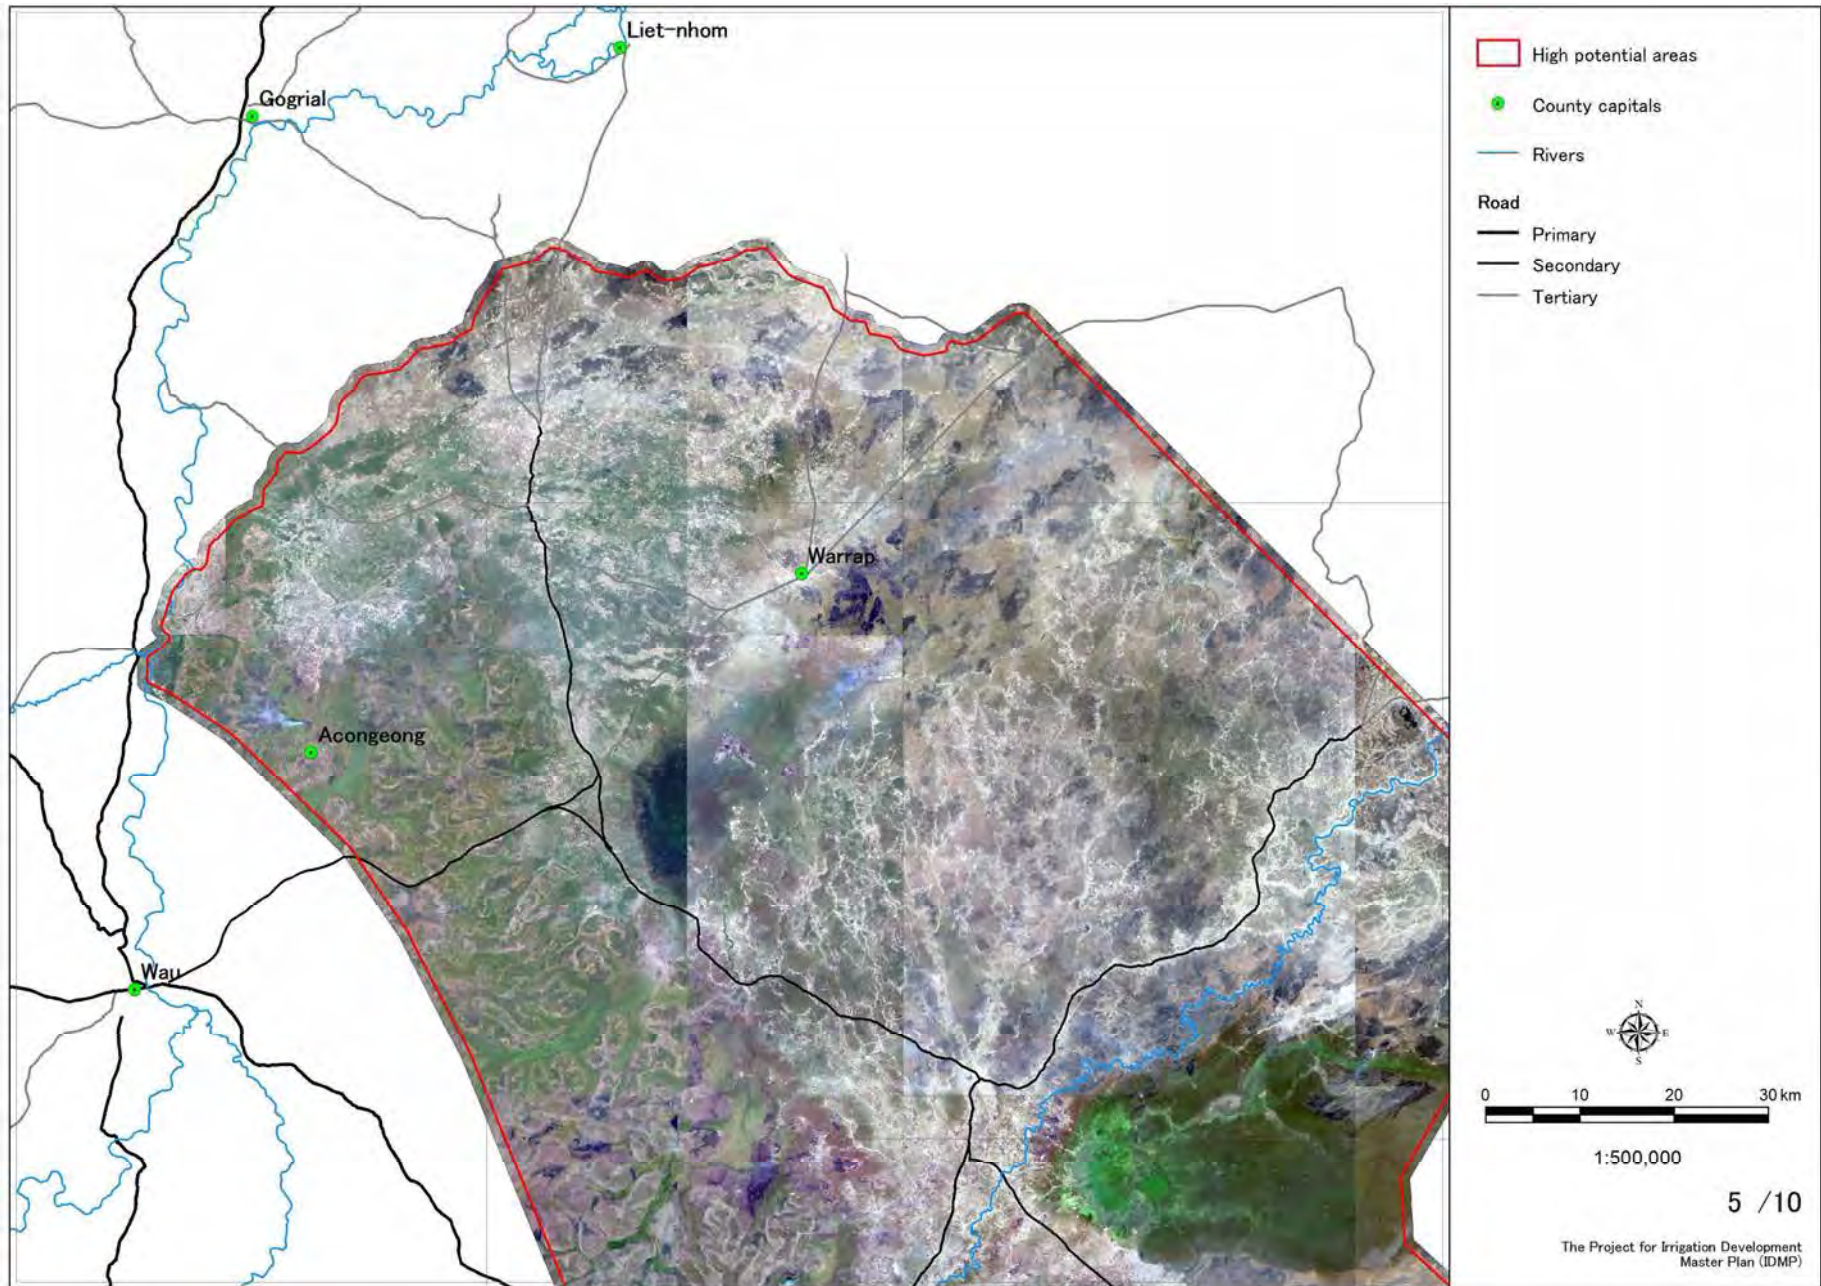 Liet-nhom
Gogrial
Warrap
Acongeong
Wau
High potential areas
County capitals
Rivers
Road
Primary
Secondary
Tertiary
N
W E
S
0 10 20 30 km
1:500,000
5 /10
The Project for Irrigation Development
Master Plan (IDMP)